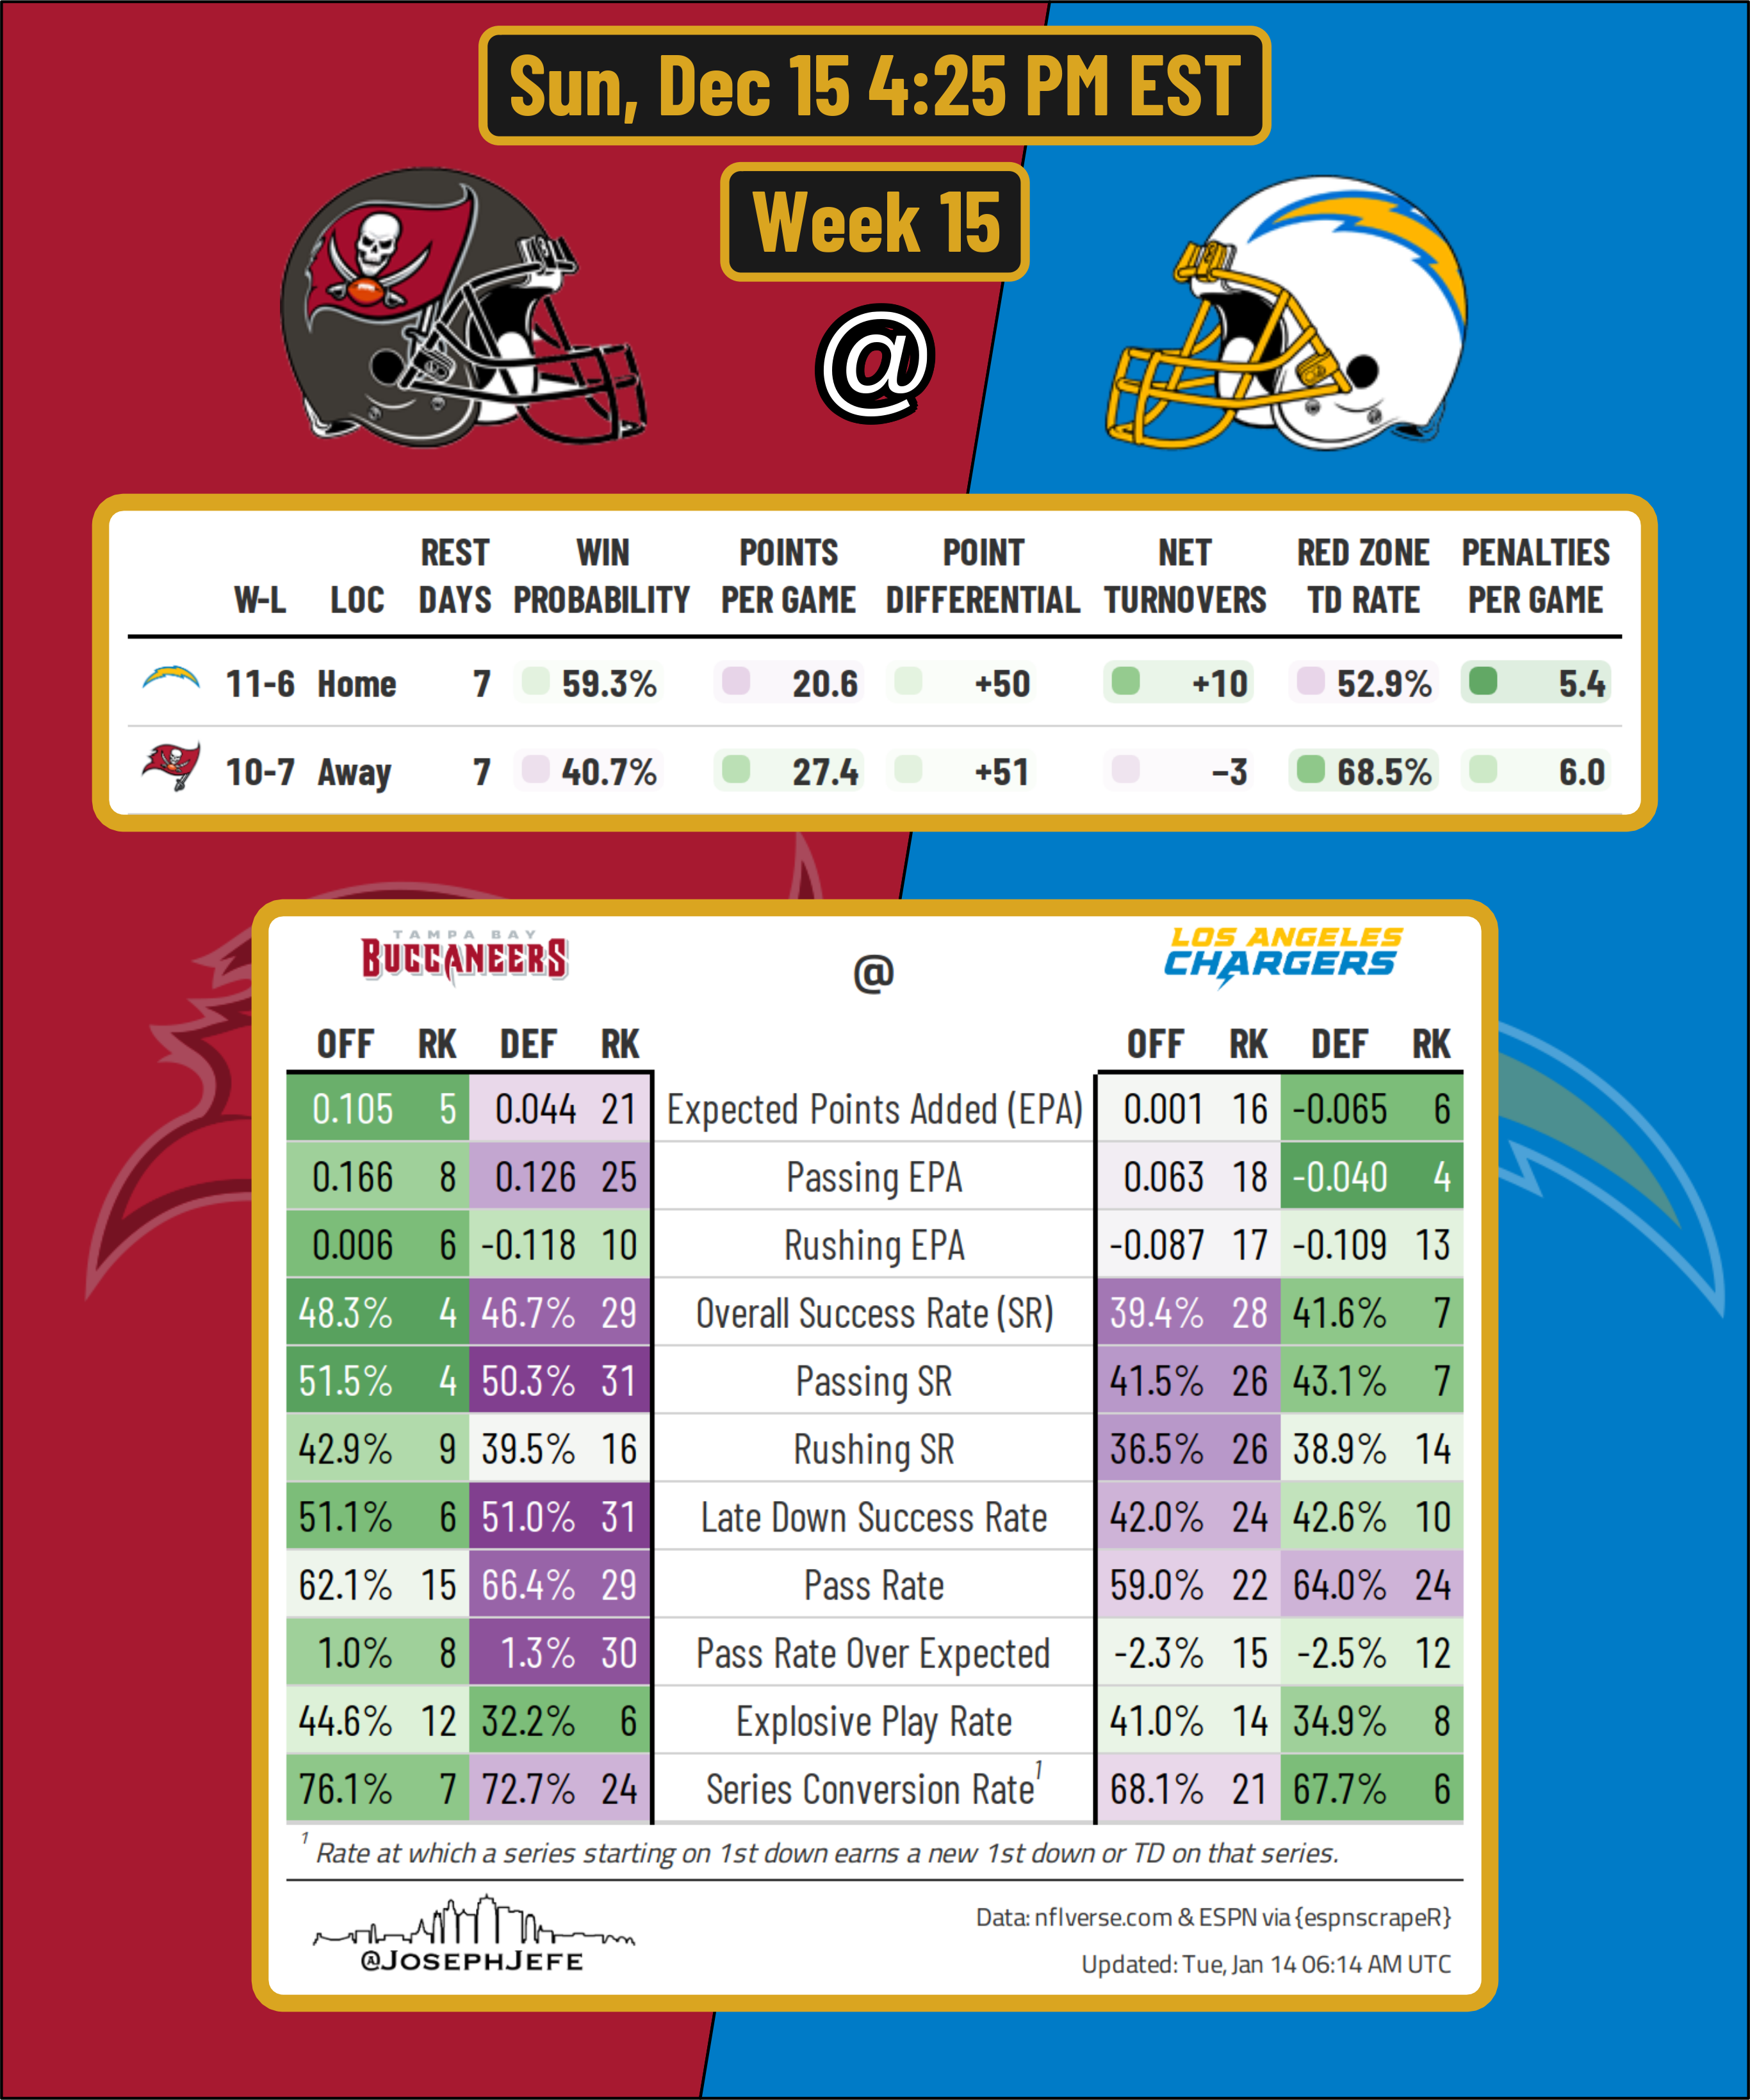 Sun, Dec 15 4:25 PM EST
Week 15
@
W-L LOC REST DAYS WIN PROBABILITY POINTS PER GAME POINT DIFFERENTIAL NET TURNOVERS RED ZONE TD RATE PENALTIES PER GAME
11-6 Home 7 59.3% 20.6 +50 +10 52.9% 5.4
10-7 Away 7 40.7% 27.4 +51 −3 68.5% 6.0
TAMPA BAY BUCCANEERS @ LOS ANGELES CHARGERS
OFF RK DEF RK OFF RK DEF RK
0.105 5 0.044 21 Expected Points Added (EPA) 0.001 16 -0.065 6
0.166 8 0.126 25 Passing EPA 0.063 18 -0.040 4
0.006 6 -0.118 10 Rushing EPA -0.087 17 -0.109 13
48.3% 4 46.7% 29 Overall Success Rate (SR) 39.4% 28 41.6% 7
51.5% 4 50.3% 31 Passing SR 41.5% 26 43.1% 7
42.9% 9 39.5% 16 Rushing SR 36.5% 26 38.9% 14
51.1% 6 51.0% 31 Late Down Success Rate 42.0% 24 42.6% 10
62.1% 15 66.4% 29 Pass Rate 59.0% 22 64.0% 24
1.0% 8 1.3% 30 Pass Rate Over Expected -2.3% 15 -2.5% 12
44.6% 12 32.2% 6 Explosive Play Rate 41.0% 14 34.9% 8
76.1% 7 72.7% 24 Series Conversion Rate1 68.1% 21 67.7% 6
1 Rate at which a series starting on 1st down earns a new 1st down or TD on that series.
@JOSEPHJEFE
Data: nflverse.com & ESPN via {espnscrapeR}
Updated: Tue, Jan 14 06:14 AM UTC